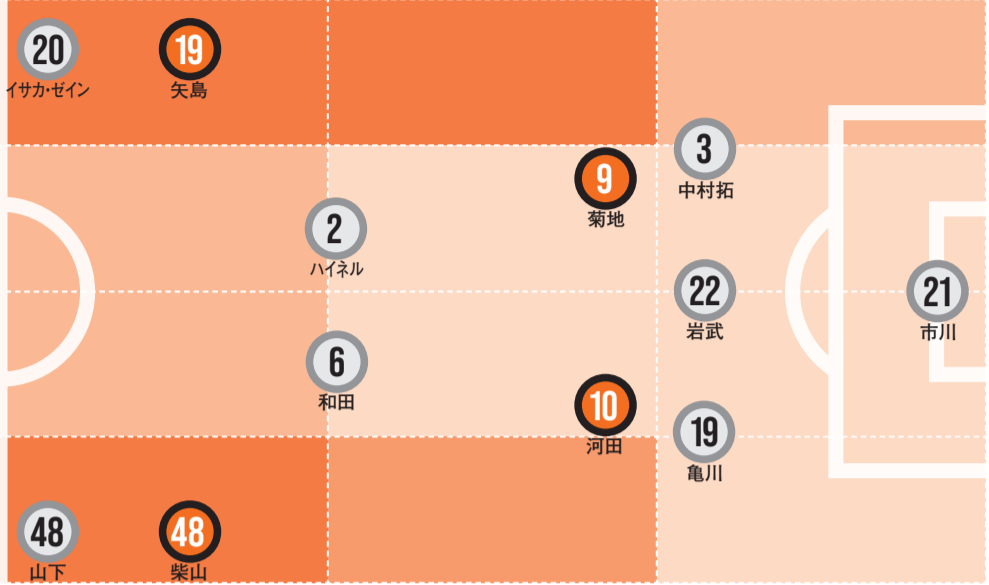 20
イサカ・ゼイン
19
矢島
3
中村拓
9
菊地
2
ハイネル
22
岩武
21
市川
6
和田
10
河田
19
亀川
48
山下
48
柴山